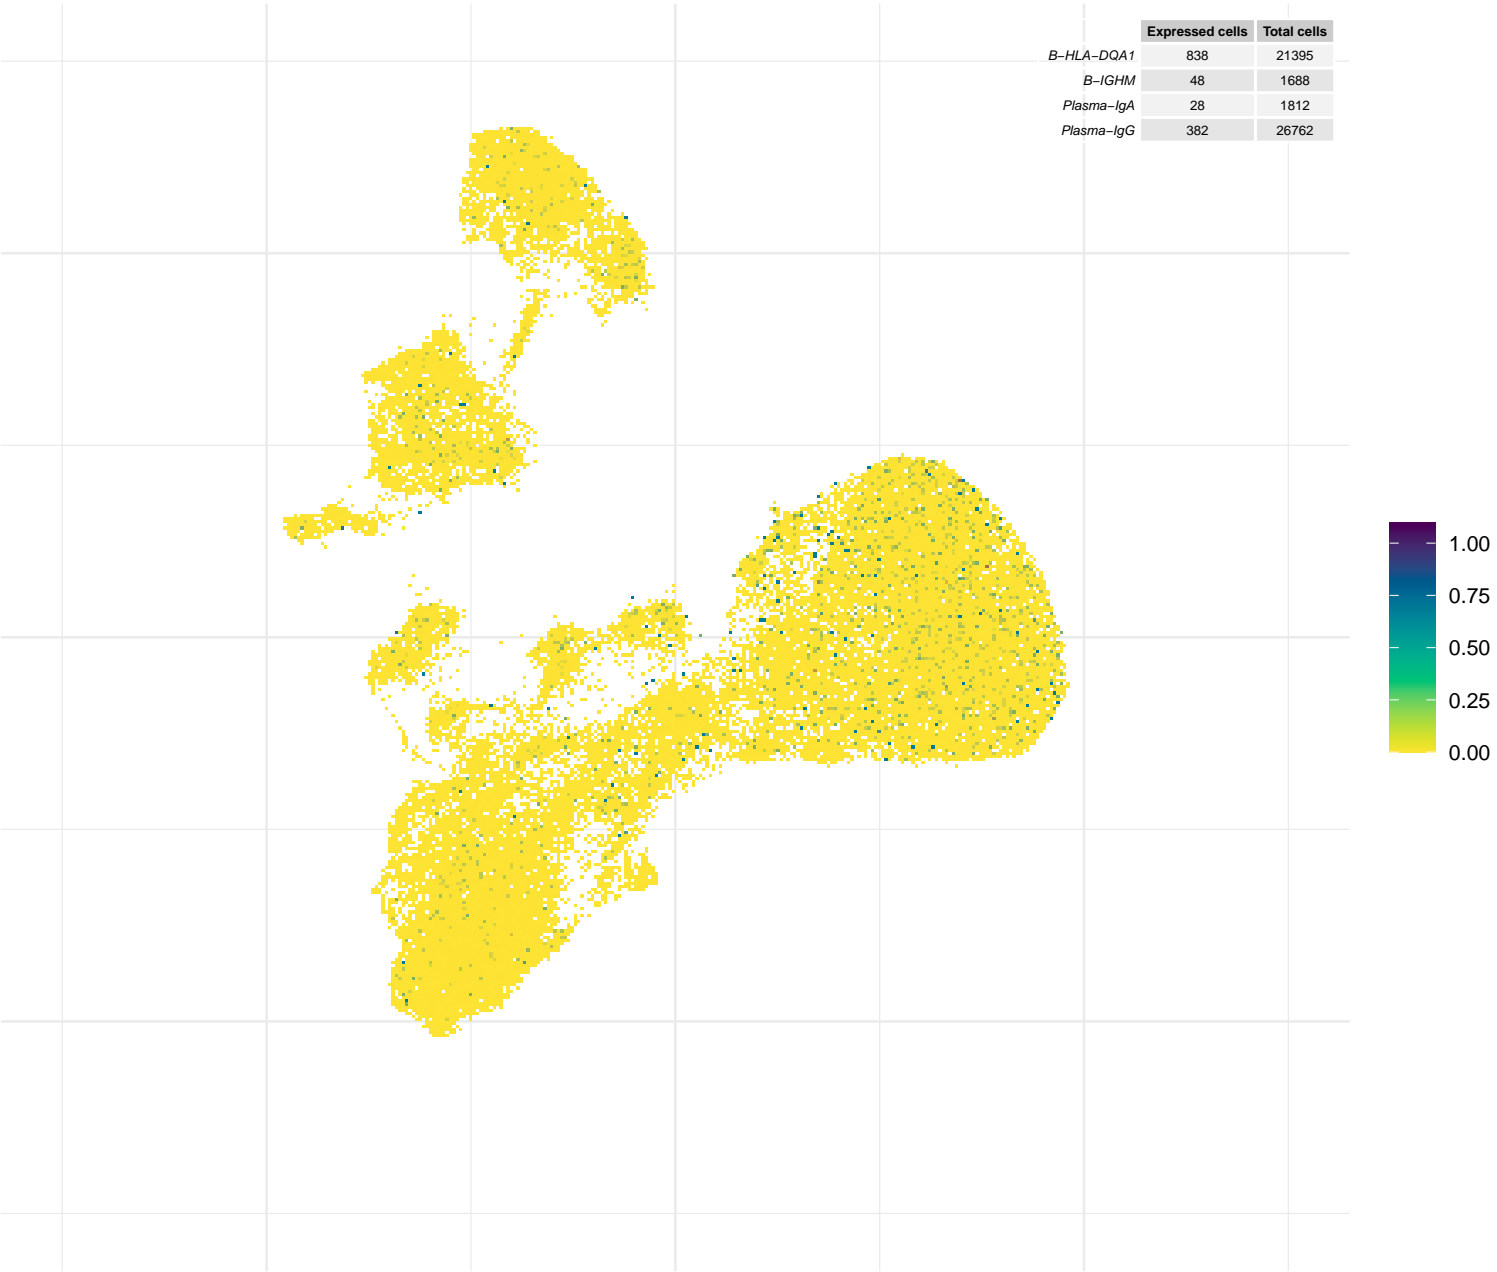 Expressed cells Total cells
B−HLA−DQA1 838 21395
B−IGHM 48 1688
Plasma−IgA 28 1812
Plasma−IgG 382 26762
1.00
0.75
0.50
0.25
0.00